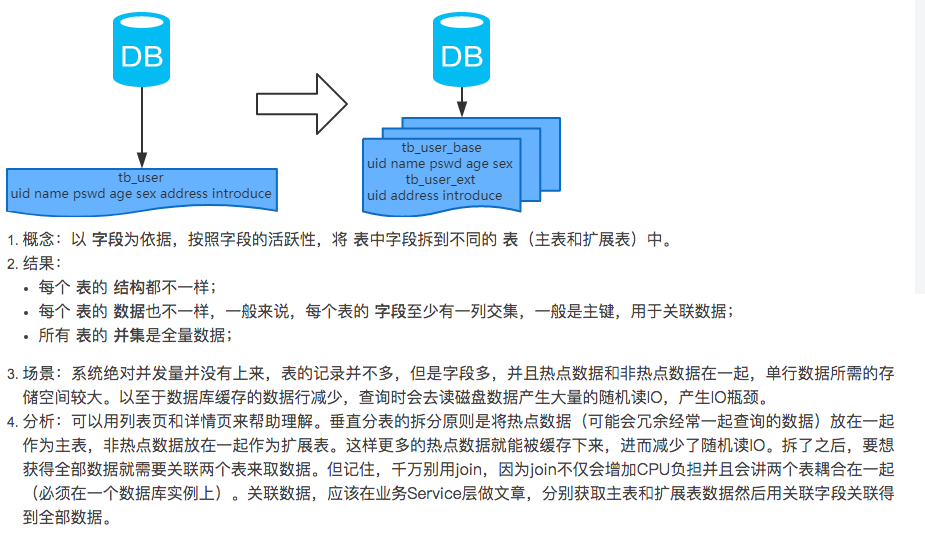 DB
DB
tb_user
uid name pswd age sex address introduce
tb_user_base
uid name pswd age sex
tb_user_ext
uid address introduce
1. 概念：以 字段为依据，按照字段的活跃性，将 表中字段拆到不同的 表（主表和扩展表）中。
2. 结果：
• 每个 表的 结构都不一样；
• 每个 表的 数据也不一样，一般来说，每个表的 字段至少有一列交集，一般是主键，用于关联数据；
• 所有 表的 并集是全量数据；
3. 场景：系统绝对并发量并没有上来，表的记录并不多，但是字段多，并且热点数据和非热点数据在一起，单行数据所需的存
储空间较大。以至于数据库缓存的数据行减少，查询时会去读磁盘数据产生大量的随机读IO，产生IO瓶颈。
4. 分析：可以用列表页和详情页来帮助理解。垂直分表的拆分原则是将热点数据（可能会冗余经常一起查询的数据）放在一起
作为主表，非热点数据放在一起作为扩展表。这样更多的热点数据就能被缓存下来，进而减少了随机读IO。拆了之后，要想
获得全部数据就需要关联两个表来取数据。但记住，千万别用join，因为join不仅会增加CPU负担并且会讲两个表耦合在一起
（必须在一个数据库实例上）。关联数据，应该在业务Service层做文章，分别获取主表和扩展表数据然后用关联字段关联得
到全部数据。